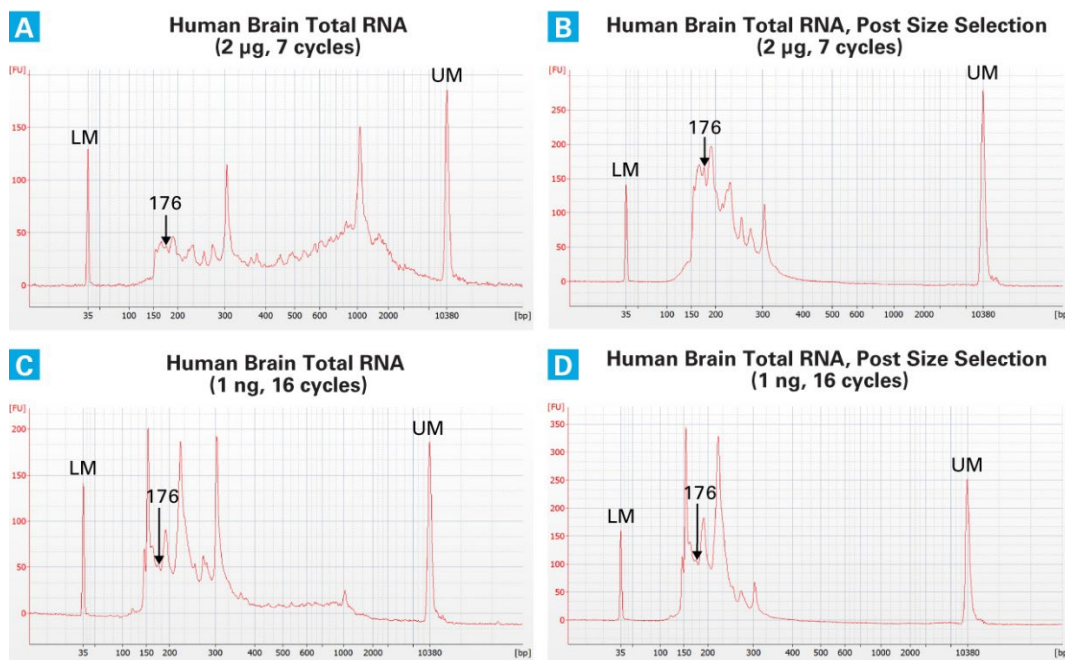 A
Human Brain Total RNA
(2 µg, 7 cycles)
[FU]
150
100
50
0
LM
176
UM
35 100 150 200 300 400 500 600 1000 2000 10380 [bp]
B
Human Brain Total RNA, Post Size Selection
(2 µg, 7 cycles)
[FU]
250
200
150
100
50
0
LM
176
UM
35 100 150 200 300 400 600 1000 2000 10380 [bp]
C
Human Brain Total RNA
(1 ng, 16 cycles)
[FU]
200
150
100
50
0
LM
176
UM
35 100 150 200 300 400 500 600 1000 2000 10380 [bp]
D
Human Brain Total RNA, Post Size Selection
(1 ng, 16 cycles)
[FU]
350
300
250
200
150
100
50
0
LM
176
UM
35 100 150 200 300 400 600 1000 2000 10380 [bp]